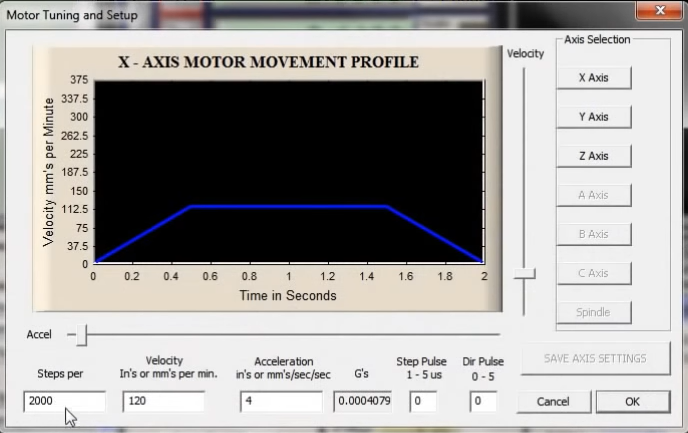 Motor Tuning and Setup
X - AXIS MOTOR MOVEMENT PROFILE
Velocity mm's per Minute
375
337.5
300
262.5
225
187.5
150
112.5
75
37.5
0
0 0.2 0.4 0.6 0.8 1 1.2 1.4 1.6 1.8 2
Time in Seconds
Velocity
Axis Selection
X Axis
Y Axis
Z Axis
A Axis
B Axis
C Axis
Spindle
Accel
Steps per
Velocity
In's or mm's per min.
Acceleration
in's or mm's/sec/sec
G's
Step Pulse
1 - 5 us
Dir Pulse
0 - 5
2000
120
4
0.0004079
0
0
SAVE AXIS SETTINGS
Cancel
OK